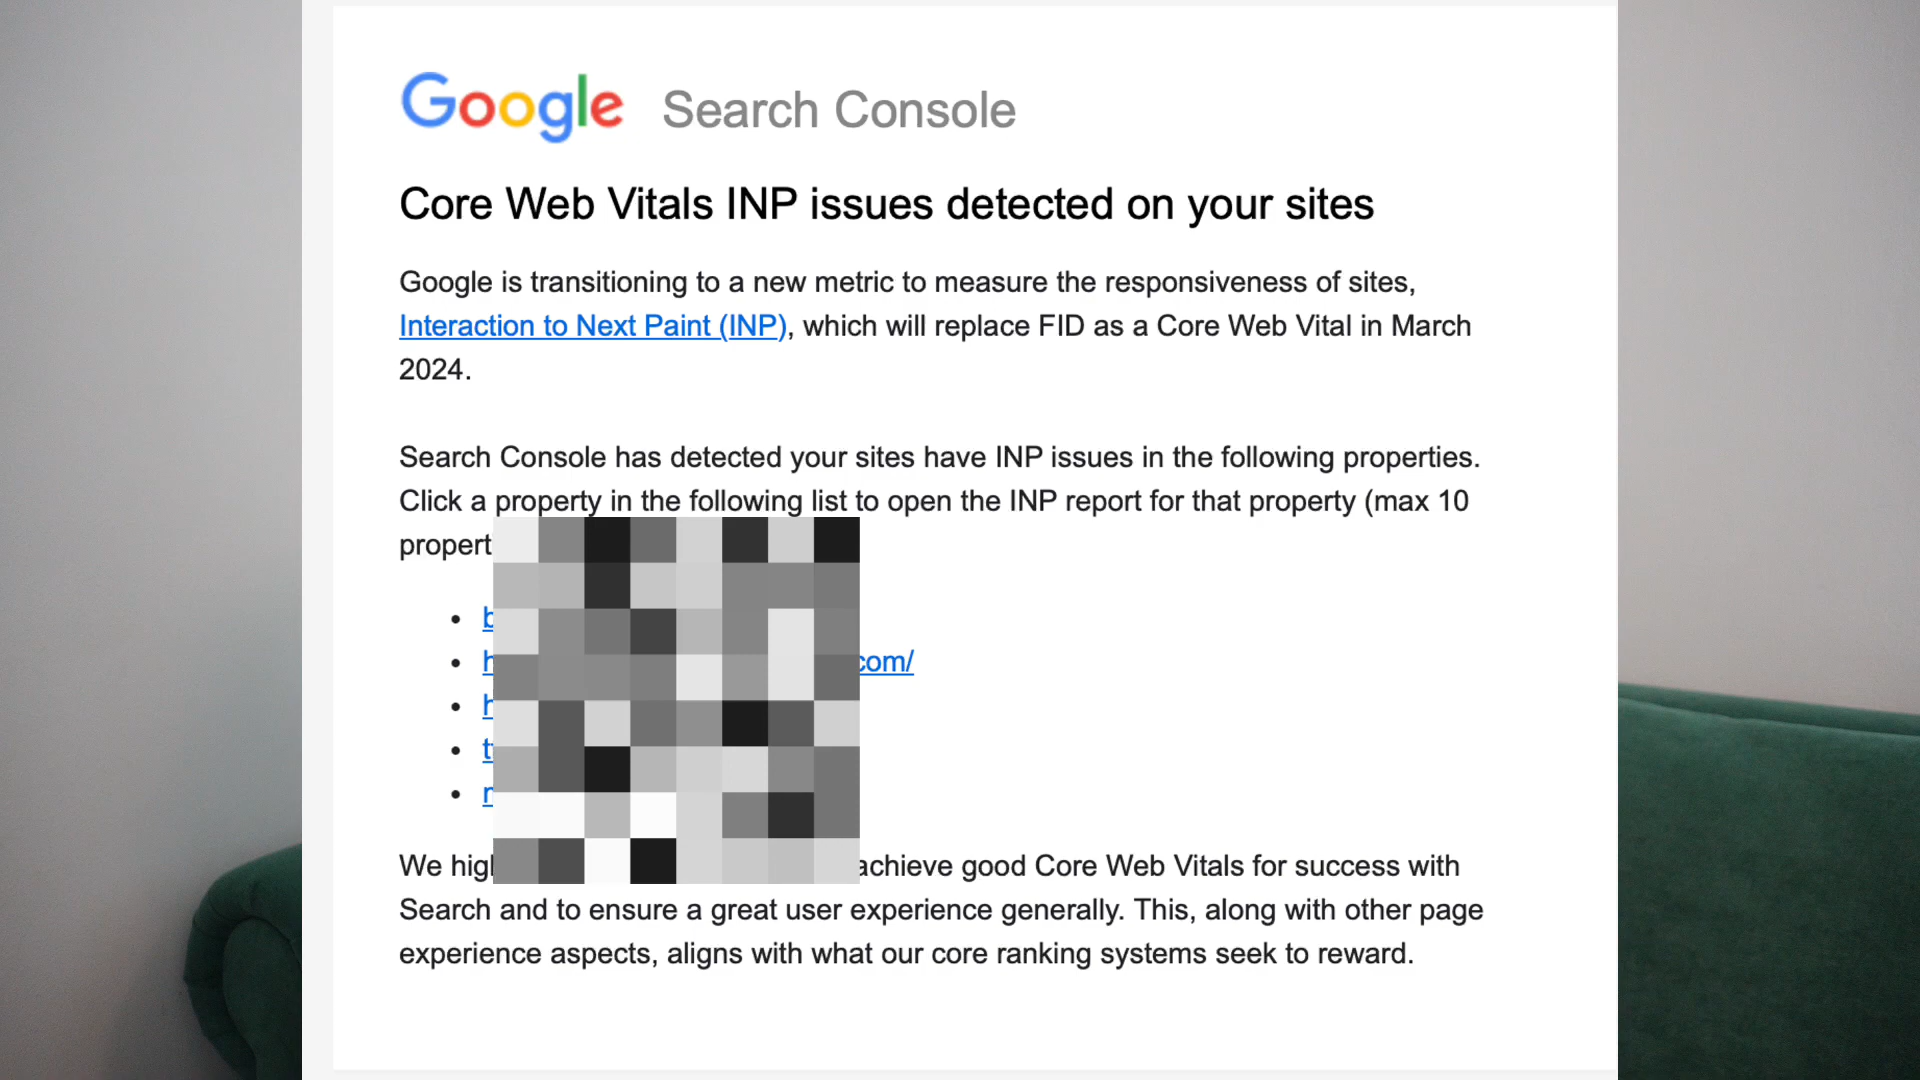 Google Search Console
Core Web Vitals INP issues detected on your sites
Google is transitioning to a new metric to measure the responsiveness of sites,
Interaction to Next Paint (INP), which will replace FID as a Core Web Vital in March
2024.
Search Console has detected your sites have INP issues in the following properties.
Click a property in the following list to open the INP report for that property (max 10
com/
We achieve good Core Web Vitals for success with
Search and to ensure a great user experience generally. This, along with other page
experience aspects, aligns with what our core ranking systems seek to reward.